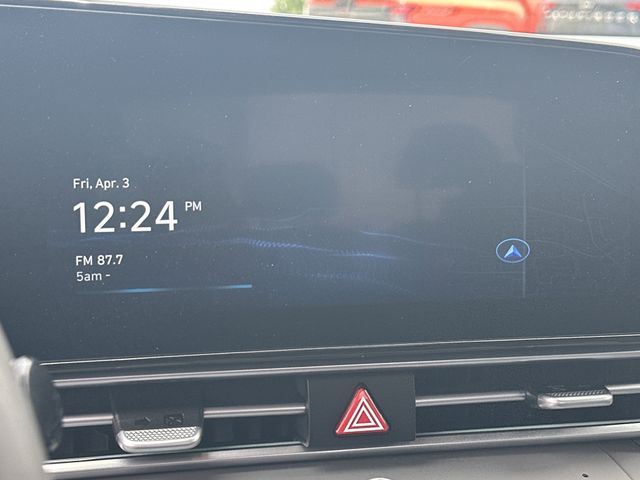 Fri, Apr. 3
12:24 PM
FM 87.7
5am -